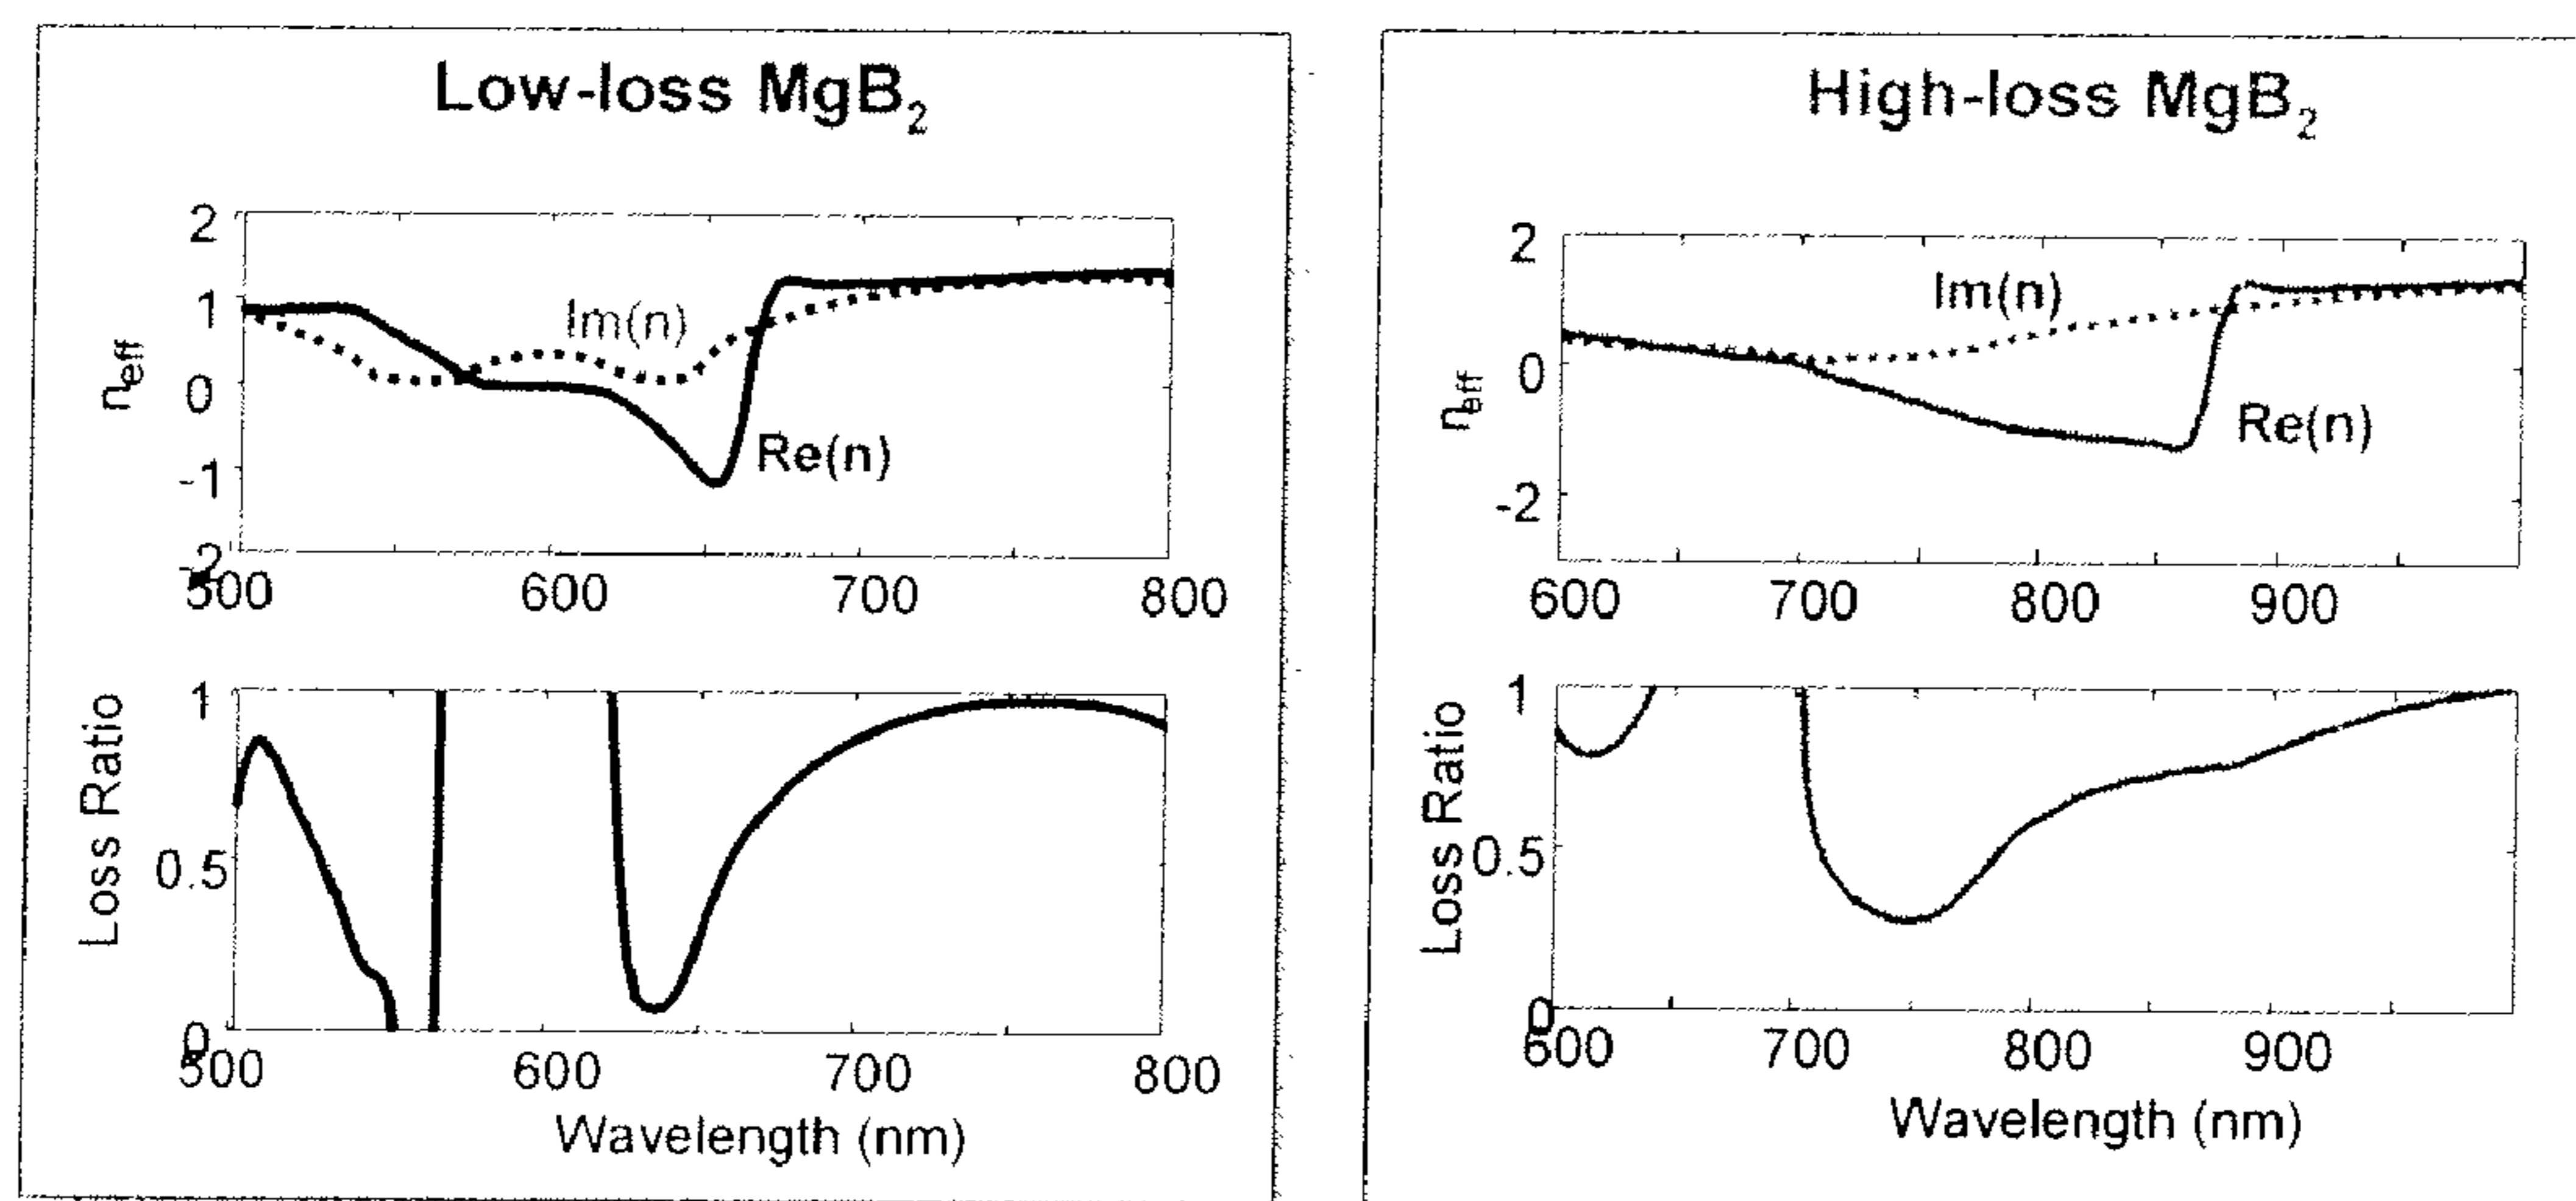 Low-loss MgB₂
2
1
0
-1
-2
n_eff
Im(n)
Re(n)
500 600 700 800
1
0.5
0
Loss Ratio
500 600 700 800
Wavelength (nm)
High-loss MgB₂
2
0
-2
n_eff
Im(n)
Re(n)
600 700 800 900
1
0.5
0
Loss Ratio
600 700 800 900
Wavelength (nm)